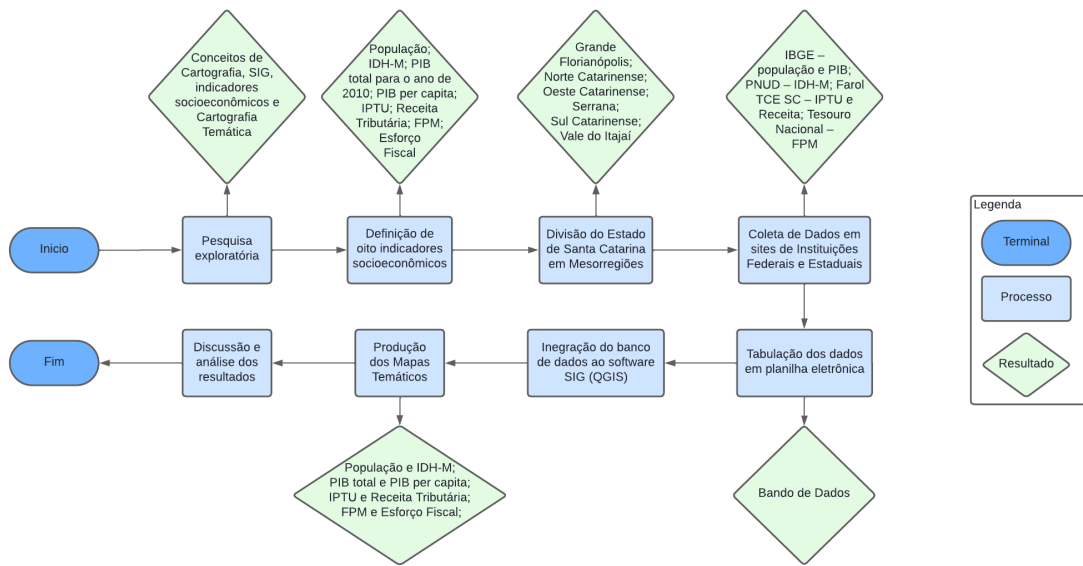 Conceitos de
Cartografia, SIG,
indicadores
socioeconômicos e
Cartografia
Temática
População;
IDH-M; PIB
total para o ano de
2010; PIB per capita;
IPTU; Receita
Tributária; FPM;
Esforço
Fiscal
Grande
Florianópolis;
Norte Catarinense;
Oeste Catarinense;
Serrana;
Sul Catarinense;
Vale do Itajaí
IBGE –
população e PIB;
PNUD – IDH-M; Farol
TCE SC – IPTU e
Receita; Tesouro
Nacional –
FPM
Inicio
Pesquisa
exploratória
Definição de
oito indicadores
socioeconômicos
Divisão do Estado
de Santa Catarina
em Mesorregiões
Coleta de Dados em
sites de Instituições
Federais e Estaduais
Fim
Discussão e
análise dos
resultados
Produção
dos Mapas
Temáticos
Inegração do banco
de dados ao software
SIG (QGIS)
Tabulação dos dados
em planilha eletrônica
População e IDH-M;
PIB total e PIB per capita;
IPTU e Receita Tributária;
FPM e Esforço Fiscal;
Bando de Dados
Legenda
Terminal
Processo
Resultado